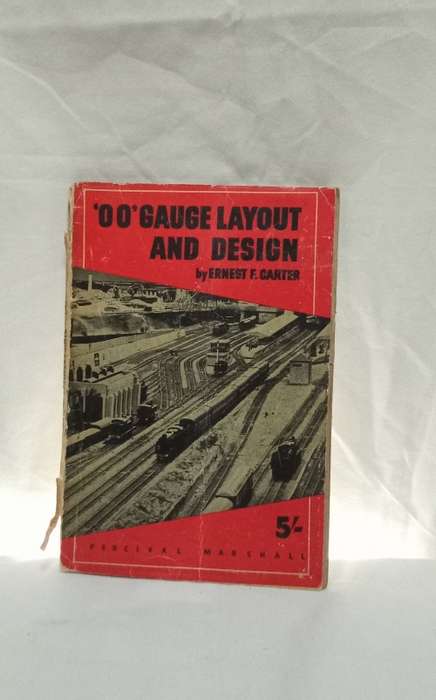 'OO' GAUGE LAYOUT
AND DESIGN
by ERNEST F. CARTER
5/-
PERCIVAL MARSHALL